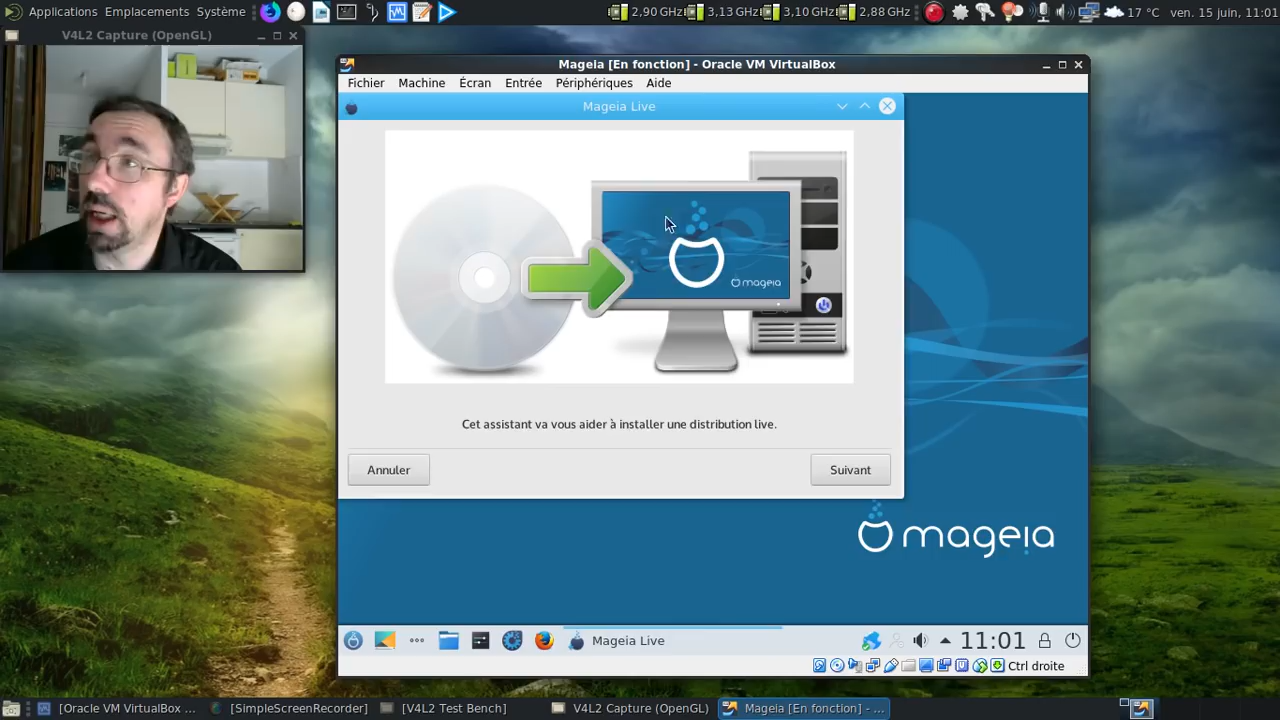 Applications Emplacements Système
2,90 GHz 3,13 GHz 3,10 GHz 2,88 GHz
17 °C ven. 15 juin, 11:01
V4L2 Capture (OpenGL)
Mageia [En fonction] - Oracle VM VirtualBox
Fichier Machine Écran Entrée Périphériques Aide
Mageia Live
mageia
Cet assistant va vous aider à installer une distribution live.
Annuler
Suivant
mageia
Mageia Live
11:01
Ctrl droite
[Oracle VM VirtualBox ...
[SimpleScreenRecorder]
[V4L2 Test Bench]
V4L2 Capture (OpenGL)
Mageia [En fonction] - ...